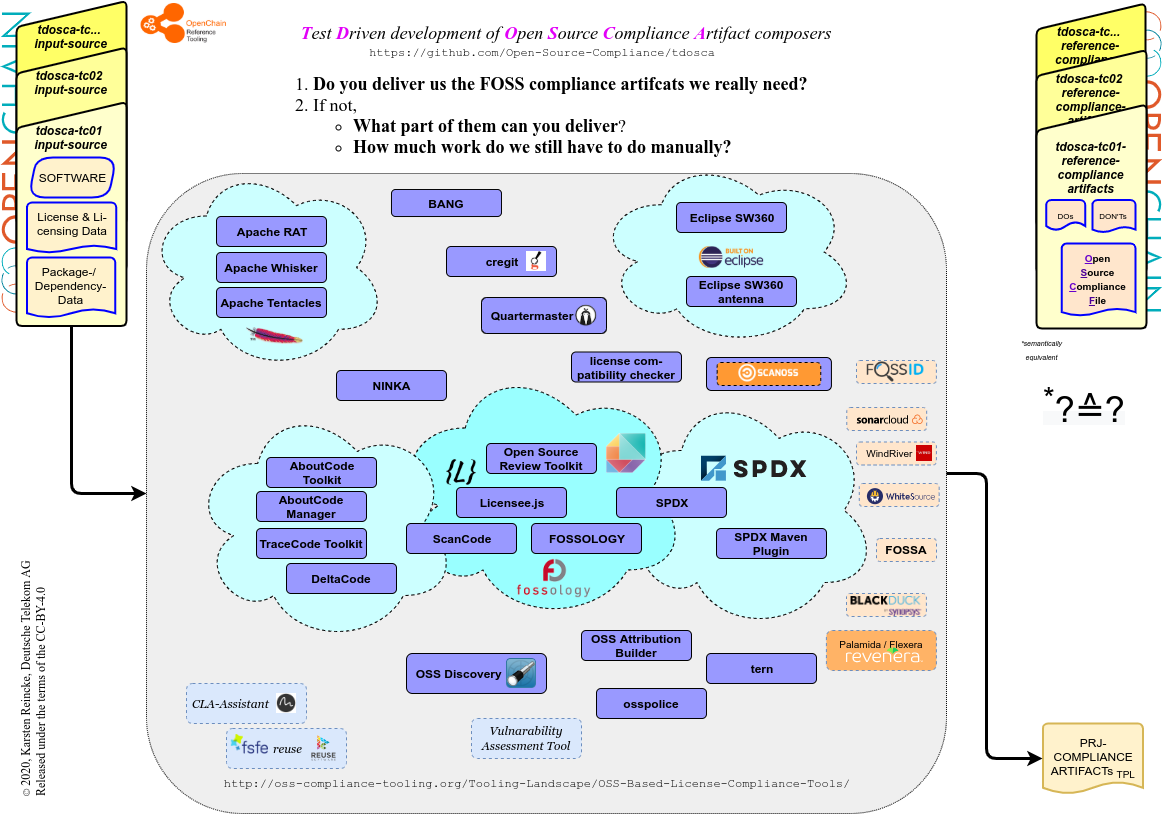 tdosca-tc...
input-source
tdosca-tc02
input-source
tdosca-tc01
input-source
SOFTWARE
License & Li-
censing Data
Package-/
Dependency-
Data
OpenChain
Reference
Tooling
Test Driven development of Open Source Compliance Artifact composers
https://github.com/Open-Source-Compliance/tdosca
1. Do you deliver us the FOSS compliance artifcats we really need?
2. If not,
What part of them can you deliver?
How much work do we still have to do manually?
tdosca-tc...
reference-
tdosca-tc02
reference-
compliance-
tdosca-tc01-
reference-
compliance
artifacts
DOs
DON'Ts
Open
Source
Compliance
File
*semantically
equivalent
*?≙?
Apache RAT
Apache Whisker
Apache Tentacles
BANG
cregit
Quartermaster
Eclipse SW360
BUILT ON
eclipse
Eclipse SW360
antenna
license com-
patibility checker
SCANOSS
NINKA
FOSSID
sonarcloud
WindRiver
WhiteSource
FOSSA
BLACKDUCK
BY SYNOPSYS
Palamida / Flexera
revenera.
AboutCode
Toolkit
AboutCode
Manager
TraceCode Toolkit
DeltaCode
{L}
Open Source
Review Toolkit
Licensee.js
ScanCode
FOSSOLOGY
fossology
SPDX
SPDX
SPDX Maven
Plugin
OSS Attribution
Builder
OSS Discovery
tern
osspolice
CLA-Assistant
fsfe reuse
REUSE
Vulnarability
Assessment Tool
http://oss-compliance-tooling.org/Tooling-Landscape/OSS-Based-License-Compliance-Tools/
PRJ-
COMPLIANCE
ARTIFACTs TPL
© 2020, Karsten Reincke, Deutsche Telekom AG
Released under the terms of the CC-BY-4.0